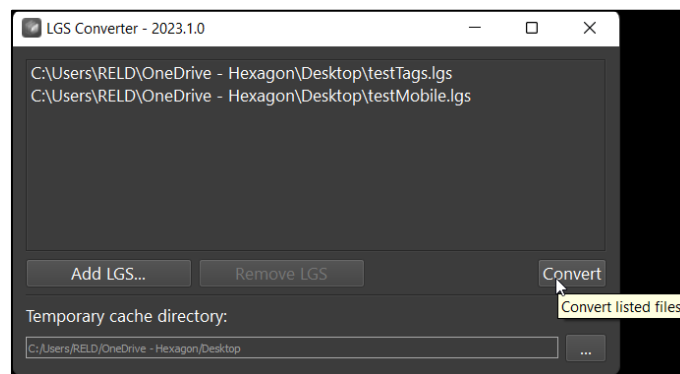 LGS Converter - 2023.1.0
C:\Users\RELD\OneDrive - Hexagon\Desktop\testTags.lgs
C:\Users\RELD\OneDrive - Hexagon\Desktop\testMobile.lgs
Add LGS... Remove LGS Convert
Convert listed files
Temporary cache directory:
C:/Users/RELD/OneDrive - Hexagon/Desktop ...